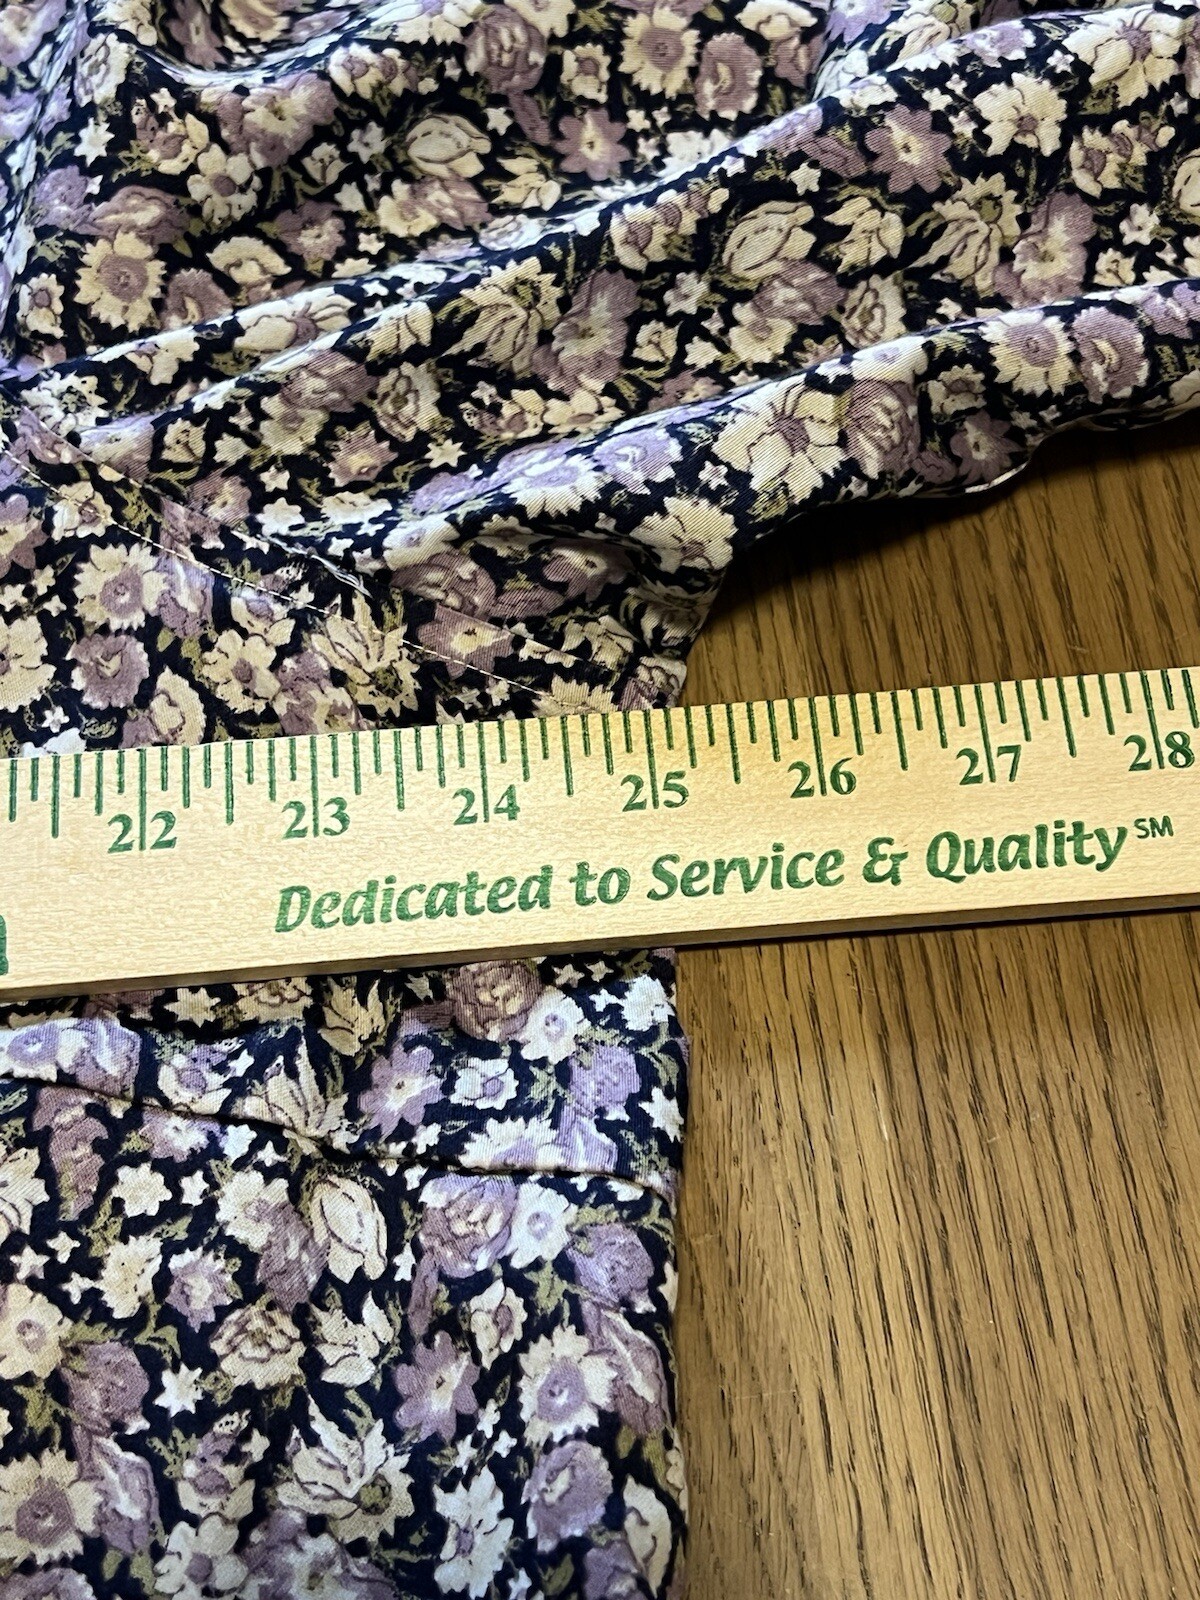 22 23 24 25 26 27 28
Dedicated to Service & Quality℠